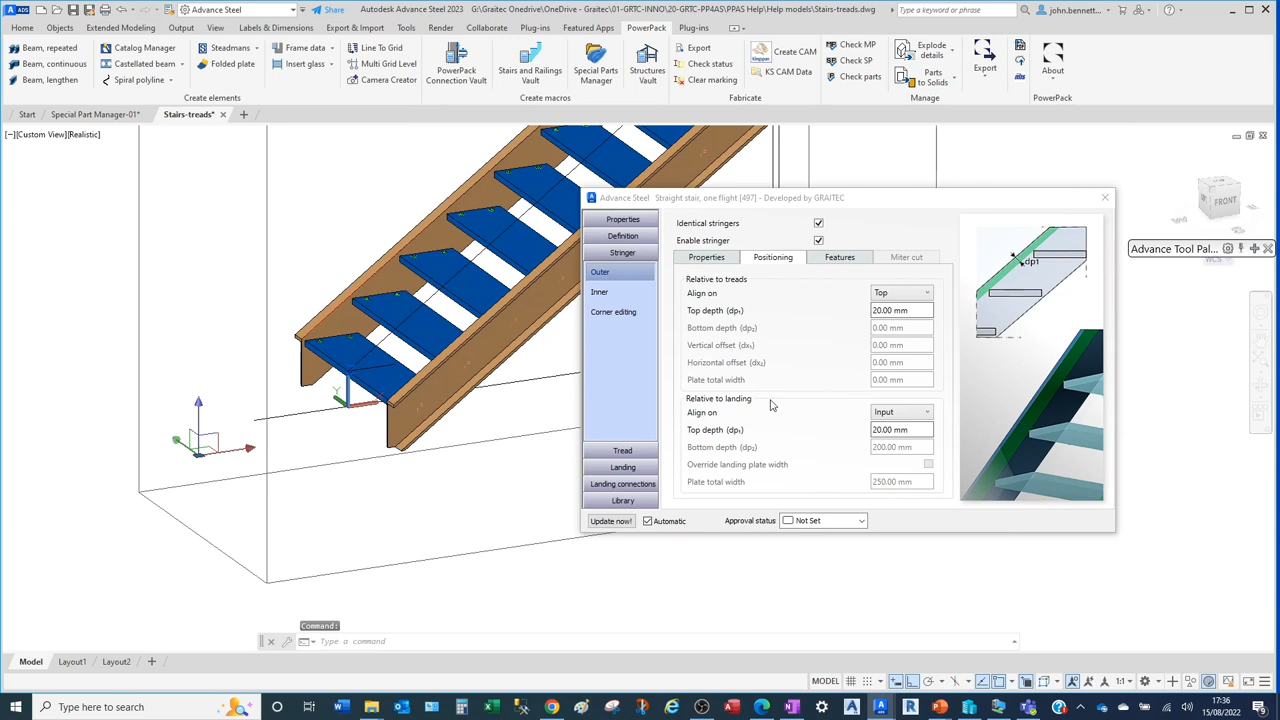 Advance Steel
Share
Autodesk Advance Steel 2023
G:\Graitec Onedrive\OneDrive - Graitec\01-GRTC-INNO\20-GRTC-PP4AS\PPAS Help\Help models\Stairs-treads.dwg
Type a keyword or phrase
john.bennett...
Home Objects Extended Modeling Output View Labels & Dimensions Export & Import Tools Render Collaborate Plug-ins Featured Apps PowerPack Plug-ins
Beam, repeated
Beam, continuous
Beam, lengthen
Catalog Manager
Castellated beam
Spiral polyline
Steadmans
Folded plate
Frame data
Insert glass
Line To Grid
Multi Grid Level
Camera Creator
Create elements
PowerPack
Connection Vault
Stairs and Railings
Vault
Special Parts
Manager
Structures
Vault
Create macros
Export
Check status
Clear marking
Kingspan
Create CAM
KS CAM Data
Fabricate
Check MP
Check SP
Check parts
Explode
details
Parts
to Solids
Manage
Export
About
PowerPack
Start
Special Part Manager-01*
Stairs-treads*
[−][Custom View][Realistic]
FRONT
Advance Tool Pal...
WCS
Y
Advance Steel Straight stair, one flight [497] - Developed by GRAITEC
Properties
Definition
Stringer
Outer
Inner
Corner editing
Tread
Landing
Landing connections
Library
Identical stringers
Enable stringer
Properties Positioning Features Miter cut
Relative to treads
Align on Top
Top depth (dp₁) 20.00 mm
Bottom depth (dp₂) 0.00 mm
Vertical offset (dx₁) 0.00 mm
Horizontal offset (dx₂) 0.00 mm
Plate total width 0.00 mm
Relative to landing
Align on Input
Top depth (dp₁) 20.00 mm
Bottom depth (dp₂) 200.00 mm
Override landing plate width
Plate total width 250.00 mm
dp1
Update now!
Automatic
Approval status Not Set
Command:
Type a command
Model Layout1 Layout2
MODEL
1:1
Type here to search
17:36
15/08/2022